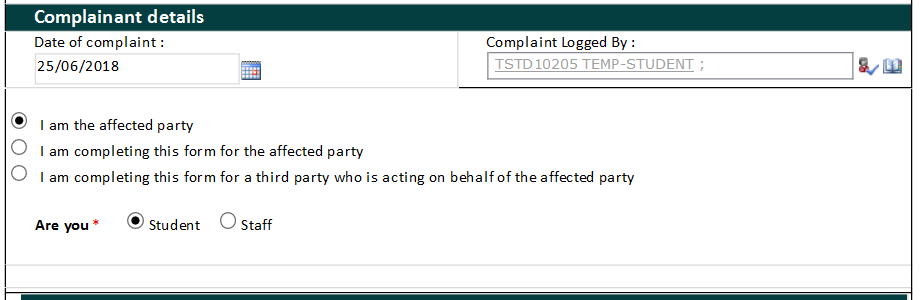 Complainant details
Date of complaint :
Complaint Logged By :
25/06/2018
TSTD10205 TEMP-STUDENT ;
I am the affected party
I am completing this form for the affected party
I am completing this form for a third party who is acting on behalf of the affected party
Are you * Student Staff